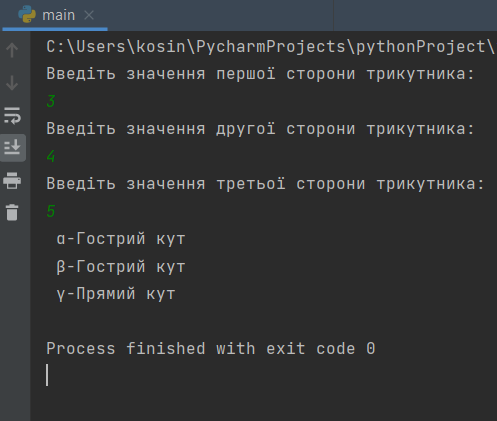 main
C:\Users\kosin\PycharmProjects\pythonProject\
Введіть значення першої сторони трикутника:
3
Введіть значення другої сторони трикутника:
4
Введіть значення третьої сторони трикутника:
5
α-Гострий кут
β-Гострий кут
γ-Прямий кут
Process finished with exit code 0